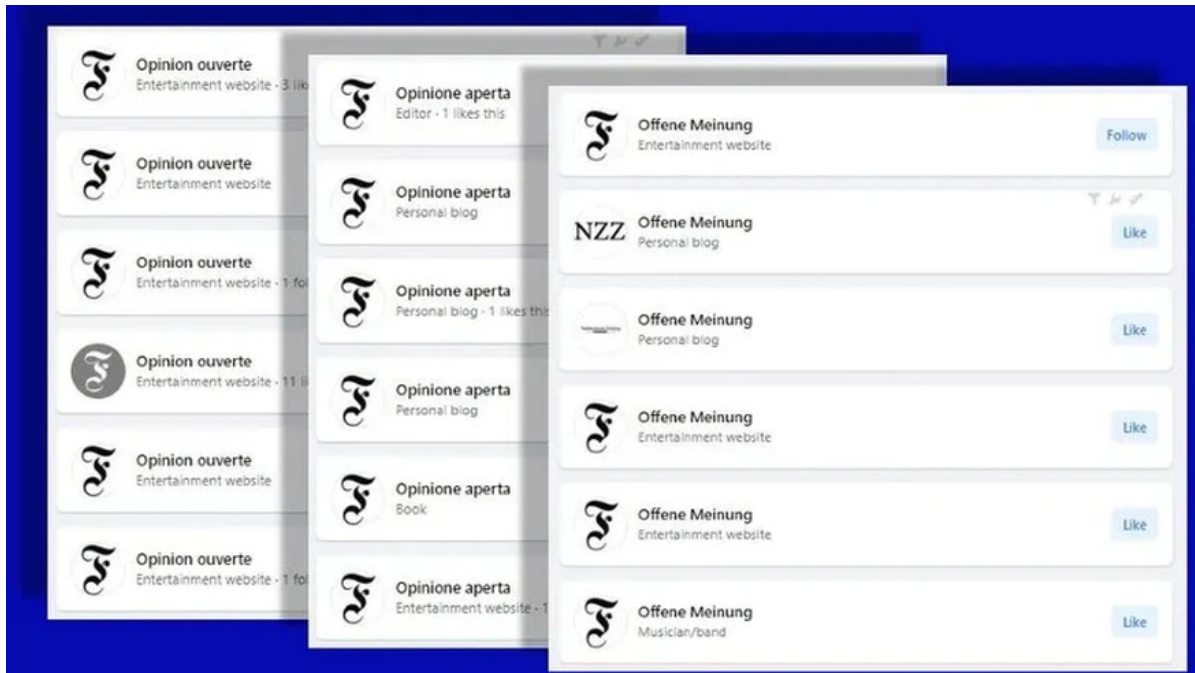 Opinion ouverte
Entertainment website · 3 lik
Opinion ouverte
Entertainment website
Opinion ouverte
Entertainment website · 1 fol
Opinion ouverte
Entertainment website · 11 li
Opinion ouverte
Entertainment website
Opinion ouverte
Entertainment website · 1 fol
Opinione aperta
Editor · 1 likes this
Opinione aperta
Personal blog
Opinione aperta
Personal blog · 1 likes this
Opinione aperta
Personal blog
Opinione aperta
Book
Opinione aperta
Entertainment website · 1
Offene Meinung
Entertainment website
Follow
NZZ
Offene Meinung
Personal blog
Like
Offene Meinung
Personal blog
Like
Offene Meinung
Entertainment website
Like
Offene Meinung
Entertainment website
Like
Offene Meinung
Musician/band
Like